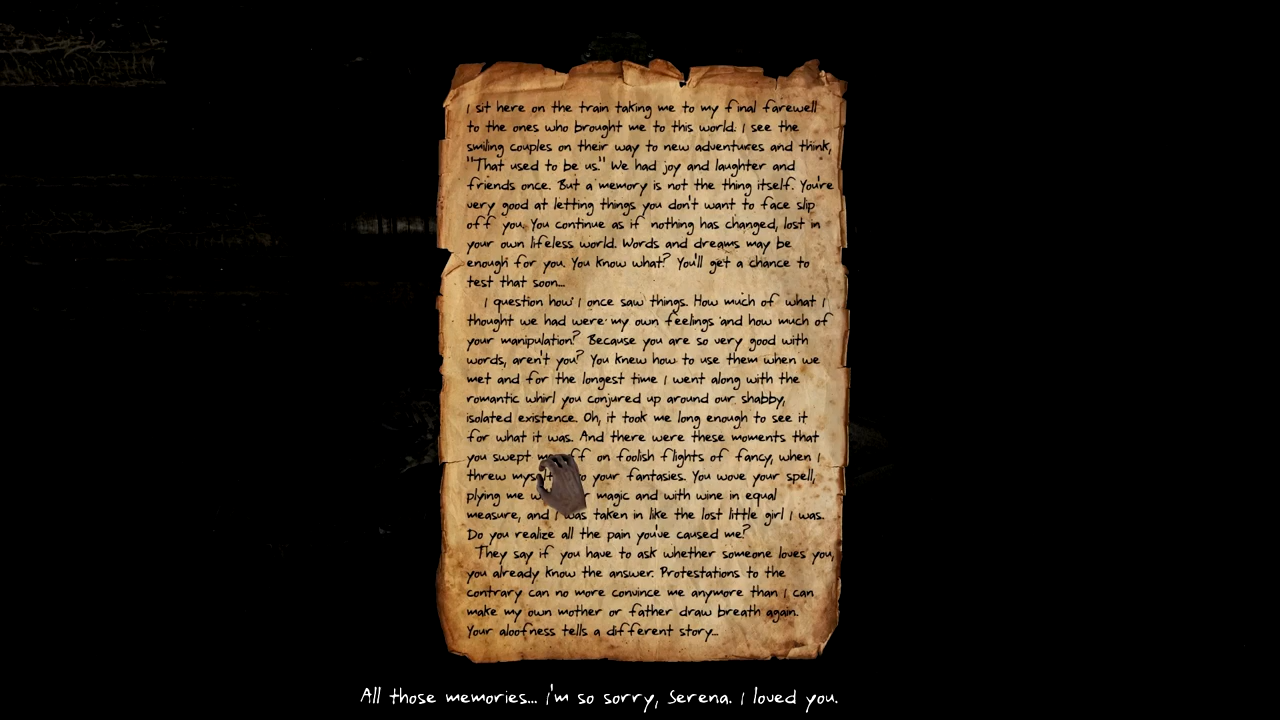 I sit here on the train taking me to my final farewell
to the ones who brought me to this world. I see the
smiling couples on their way to new adventures and think,
"That used to be us." We had joy and laughter and
friends once. But a memory is not the thing itself. You're
very good at letting things you don't want to face slip
off you. You continue as if nothing has changed, lost in
your own lifeless world. Words and dreams may be
enough for you. You know what? You'll get a chance to
test that soon...
I question how I once saw things. How much of what I
thought we had were my own feelings and how much of
your manipulation? Because you are so very good with
words, aren't you? You knew how to use them when we
met and for the longest time I went along with the
romantic whirl you conjured up around our shabby,
isolated existence. Oh, it took me long enough to see it
for what it was. And there were these moments that
you swept off on foolish flights of fancy, when I
threw your fantasies. You wove your spell,
plying me magic and with wine in equal
measure, and I was taken in like the lost little girl I was.
Do you realize all the pain you've caused me?
They say if you have to ask whether someone loves you,
you already know the answer. Protestations to the
contrary can no more convince me anymore than I can
make my own mother or father draw breath again.
Your aloofness tells a different story...
All those memories... i'm so sorry, Serena. I loved you.